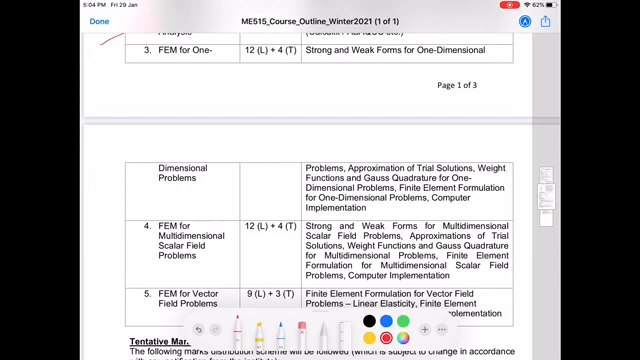 5:04 PM Fri 29 Jan
62%
Done
ME515_Course_Outline_Winter2021 (1 of 1)
3. FEM for One-
12 (L) + 4 (T)
Strong and Weak Forms for One-Dimensional
Page 1 of 3
Dimensional
Problems
Problems, Approximation of Trial Solutions, Weight
Functions and Gauss Quadrature for One-
Dimensional Problems, Finite Element Formulation
for One-Dimensional Problems, Computer
Implementation
4. FEM for
Multidimensional
Scalar Field
Problems
12 (L) + 4 (T)
Strong and Weak Forms for Multidimensional
Scalar Field Problems, Approximations of Trial
Solutions, Weight Functions and Gauss Quadrature
for Multidimensional Problems, Finite Element
Formulation for Multidimensional Scalar Field
Problems, Computer Implementation
5. FEM for Vector
Field Problems
9 (L) + 3 (T)
Finite Element Formulation for Vector Field
Problems – Linear Elasticity, Finite Element
mplementation
Tentative Mar
The following marks distribution scheme will be followed (which is subject to change in accordance